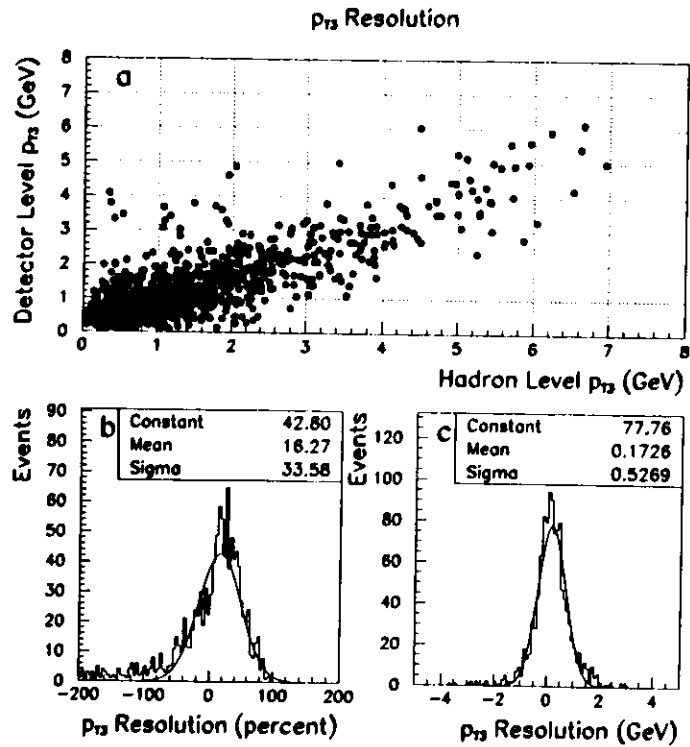 p_T3 Resolution
Detector Level p_T3 (GeV)
8
7
6
5
4
3
2
1
0
a
0 1 2 3 4 5 6 7 8
Hadron Level p_T3 (GeV)
Events
90
80
70
60
50
40
30
20
10
0
b
Constant 42.80
Mean 16.27
Sigma 33.58
-200 -100 0 100 200
p_T3 Resolution (percent)
Events
120
100
80
60
40
20
0
c
Constant 77.76
Mean 0.1726
Sigma 0.5269
-4 -2 0 2 4
p_T3 Resolution (GeV)